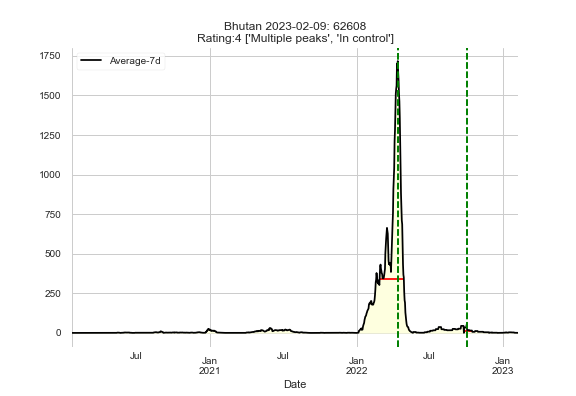 Bhutan 2023-02-09: 62608
Rating:4 ['Multiple peaks', 'In control']
Average-7d
1750
1500
1250
1000
750
500
250
0
Jul
Jan
2021
Jul
Jan
2022
Jul
Jan
2023
Date